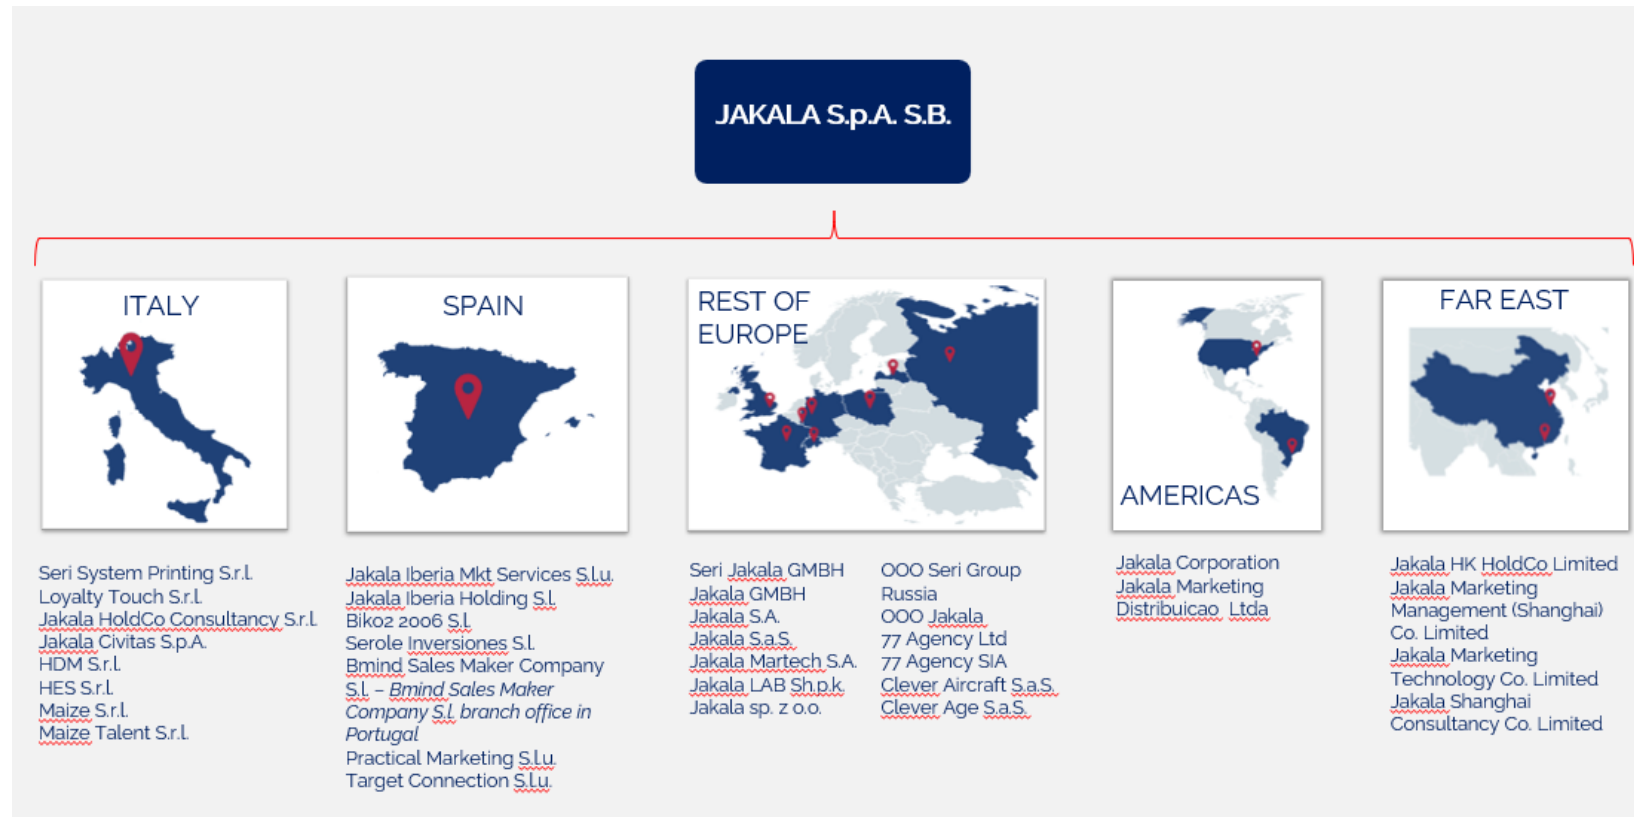 JAKALA S.p.A. S.B.
ITALY
Seri System Printing S.r.l.
Loyalty Touch S.r.l.
Jakala HoldCo Consultancy S.r.l.
Jakala Civitas S.p.A.
HDM S.r.l.
HES S.r.l.
Maize S.r.l.
Maize Talent S.r.l.
SPAIN
Jakala Iberia Mkt Services S.l.u.
Jakala Iberia Holding S.l.
Biko2 2006 S.l.
Serole Inversiones S.l.
Bmind Sales Maker Company
S.l. – Bmind Sales Maker
Company S.l. branch office in
Portugal
Practical Marketing S.l.u.
Target Connection S.l.u.
REST OF
EUROPE
Seri Jakala GMBH
Jakala GMBH
Jakala S.A.
Jakala S.a.S.
Jakala Martech S.A.
Jakala LAB Sh.p.k.
Jakala sp. z o.o.
OOO Seri Group
Russia
OOO Jakala
77 Agency Ltd
77 Agency SIA
Clever Aircraft S.a.S.
Clever Age S.a.S.
AMERICAS
Jakala Corporation
Jakala Marketing
Distribuicao Ltda
FAR EAST
Jakala HK HoldCo Limited
Jakala Marketing
Management (Shanghai)
Co. Limited
Jakala Marketing
Technology Co. Limited
Jakala Shanghai
Consultancy Co. Limited